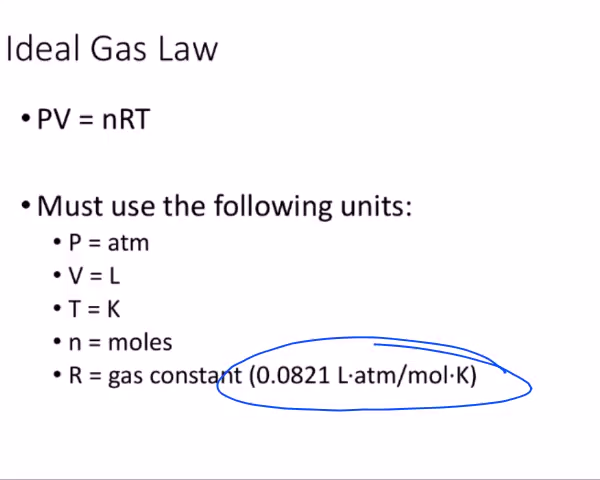 Ideal Gas Law
• PV = nRT
• Must use the following units:
• P = atm
• V = L
• T = K
• n = moles
• R = gas constant (0.0821 L·atm/mol·K)